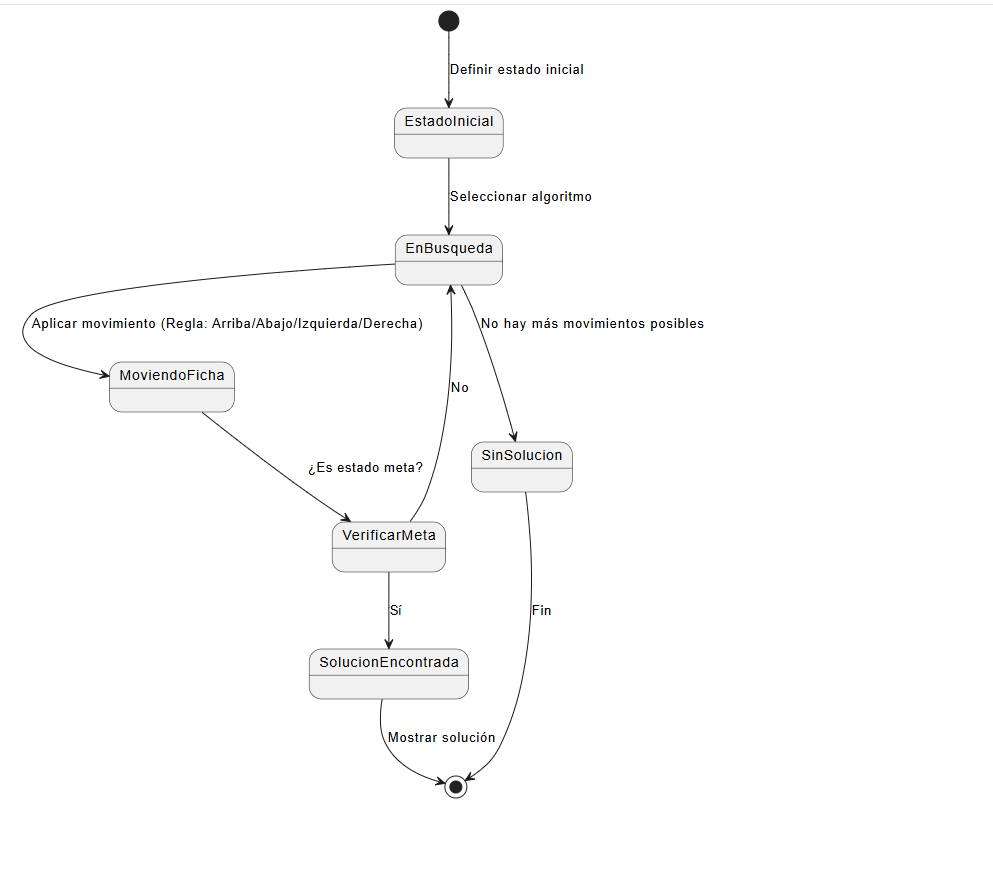 Definir estado inicial
EstadoInicial
Seleccionar algoritmo
EnBusqueda
Aplicar movimiento (Regla: Arriba/Abajo/Izquierda/Derecha)
No hay más movimientos posibles
MoviendoFicha
No
SinSolucion
¿Es estado meta?
VerificarMeta
Sí
Fin
SolucionEncontrada
Mostrar solución